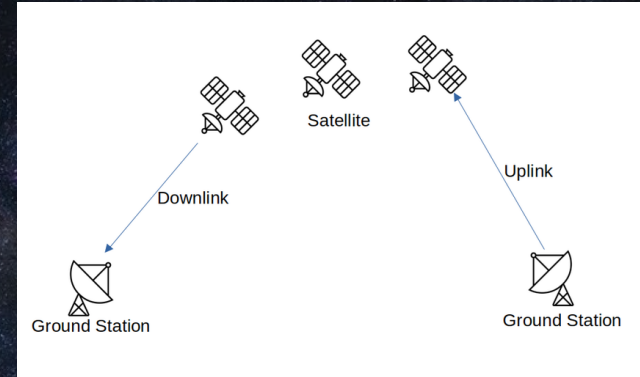 Satellite
Uplink
Downlink
Ground Station
Ground Station